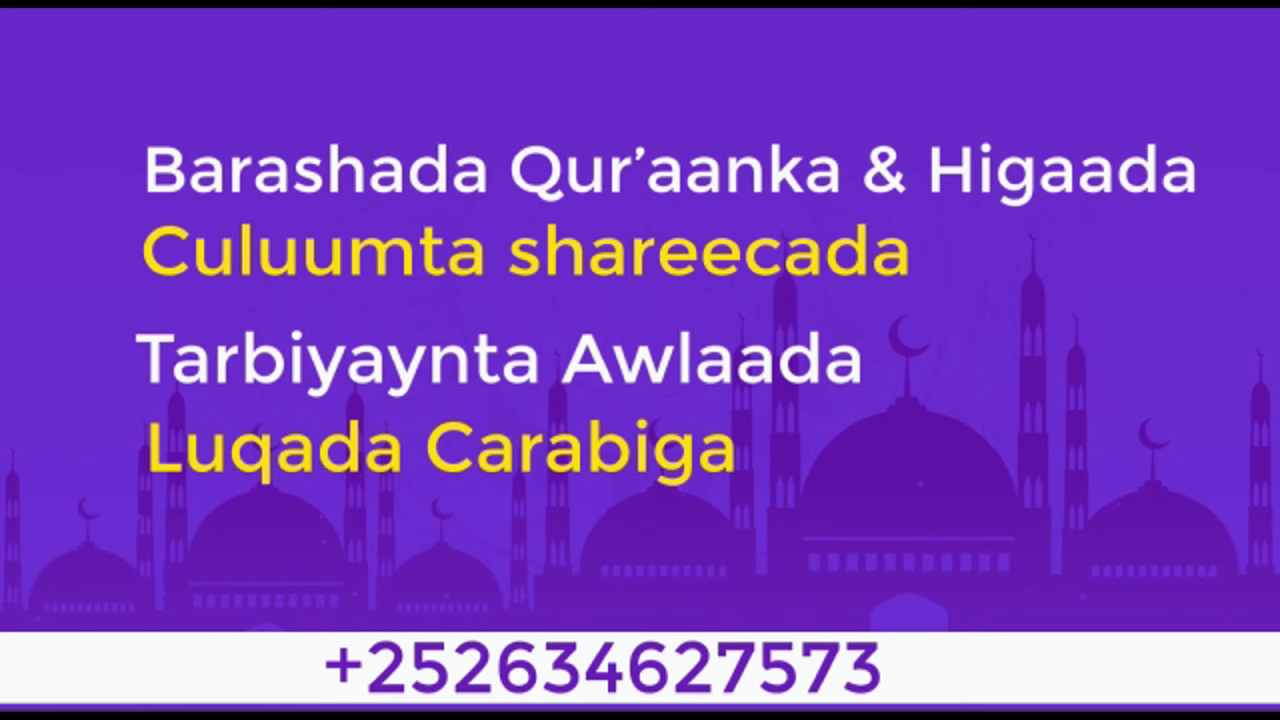 Barashada Qur’aanka & Higaada
Culuumta shareecada
Tarbiyaynta Awlaada
Luqada Carabiga
+252634627573